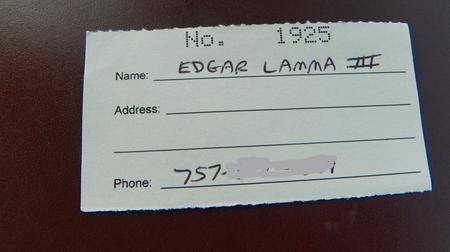 No. 1925
Name: EDGAR LAMMA III
Address:
Phone: 757-